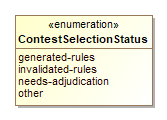 «enumeration»
ContestSelectionStatus
generated-rules
invalidated-rules
needs-adjudication
other